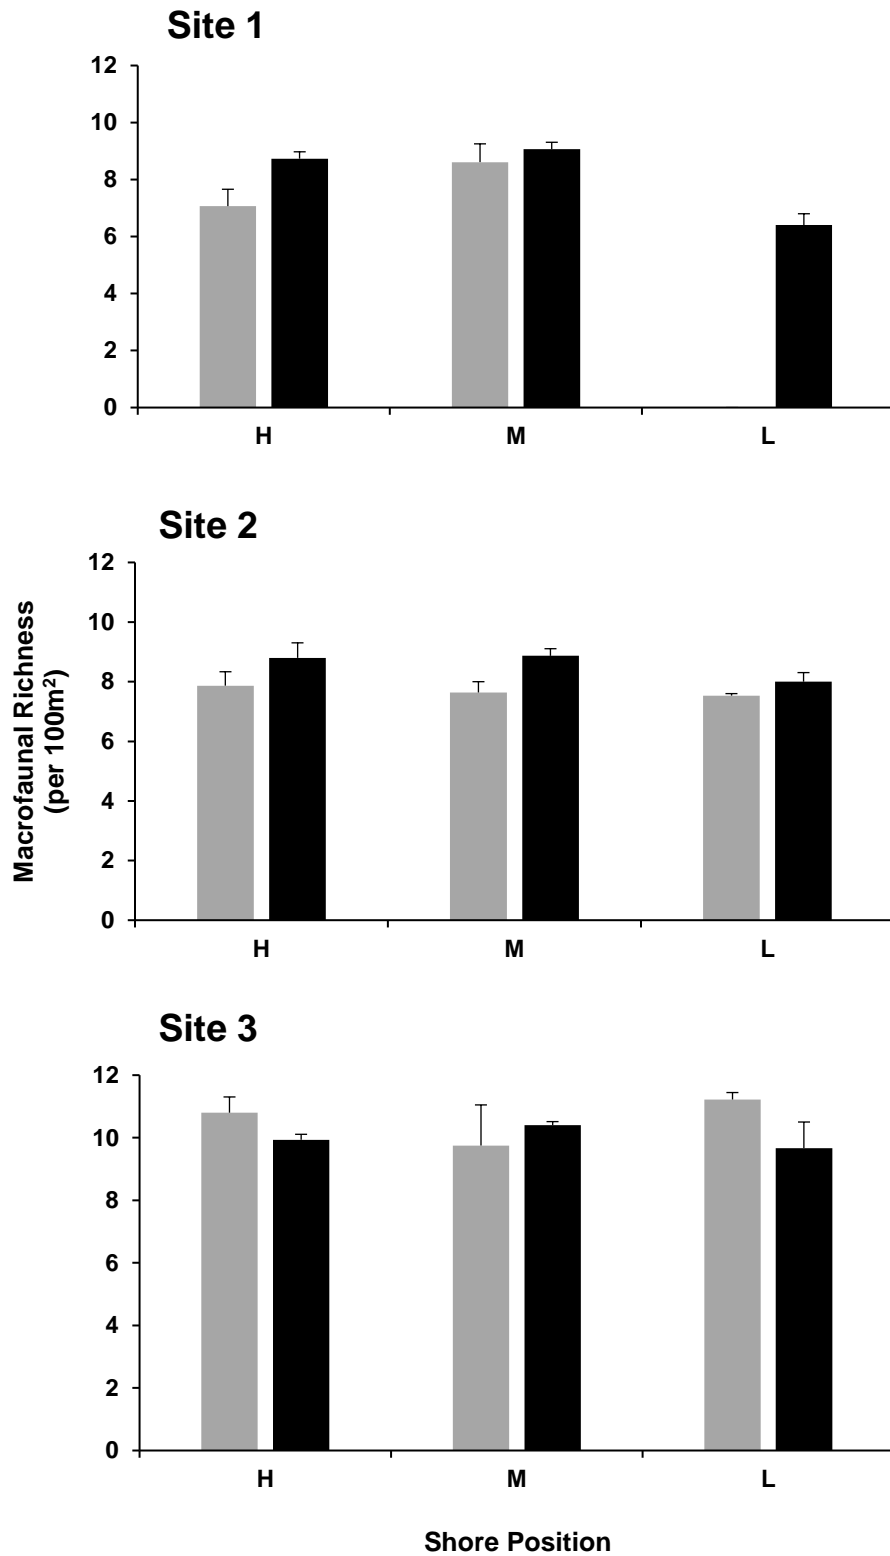 Site 1
12
10
8
6
4
2
0
H M L
Site 2
12
10
8
6
4
2
0
H M L
Macrofaunal Richness
(per 100m²)
Site 3
12
10
8
6
4
2
0
H M L
Shore Position